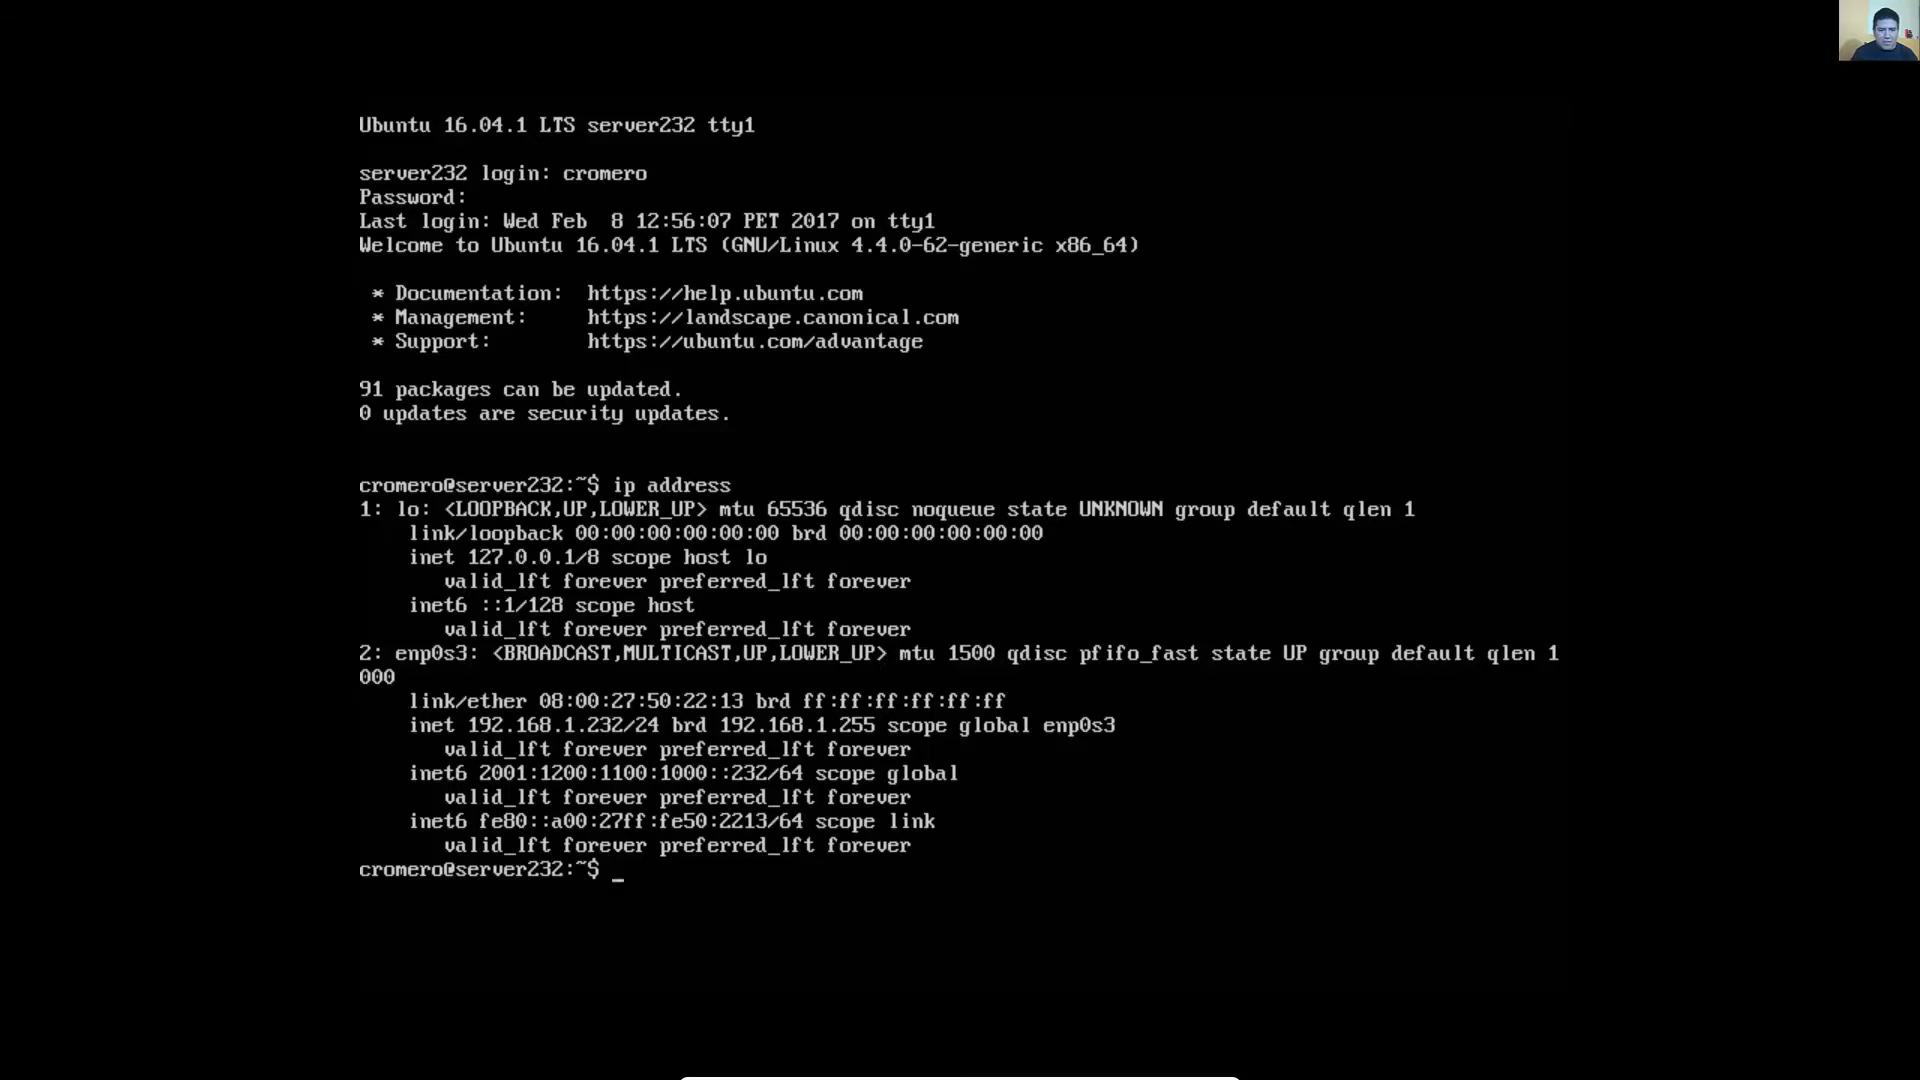 Ubuntu 16.04.1 LTS server232 tty1
server232 login: cromero
Password:
Last login: Wed Feb  8 12:56:07 PET 2017 on tty1
Welcome to Ubuntu 16.04.1 LTS (GNU/Linux 4.4.0-62-generic x86_64)
 * Documentation:  https://help.ubuntu.com
 * Management:     https://landscape.canonical.com
 * Support:        https://ubuntu.com/advantage
91 packages can be updated.
0 updates are security updates.
cromero@server232:~$ ip address
1: lo: <LOOPBACK,UP,LOWER_UP> mtu 65536 qdisc noqueue state UNKNOWN group default qlen 1
    link/loopback 00:00:00:00:00:00 brd 00:00:00:00:00:00
    inet 127.0.0.1/8 scope host lo
       valid_lft forever preferred_lft forever
    inet6 ::1/128 scope host
       valid_lft forever preferred_lft forever
2: enp0s3: <BROADCAST,MULTICAST,UP,LOWER_UP> mtu 1500 qdisc pfifo_fast state UP group default qlen 1
000
    link/ether 08:00:27:50:22:13 brd ff:ff:ff:ff:ff:ff
    inet 192.168.1.232/24 brd 192.168.1.255 scope global enp0s3
       valid_lft forever preferred_lft forever
    inet6 2001:1200:1100:1000::232/64 scope global
       valid_lft forever preferred_lft forever
    inet6 fe80::a00:27ff:fe50:2213/64 scope link
       valid_lft forever preferred_lft forever
cromero@server232:~$ _